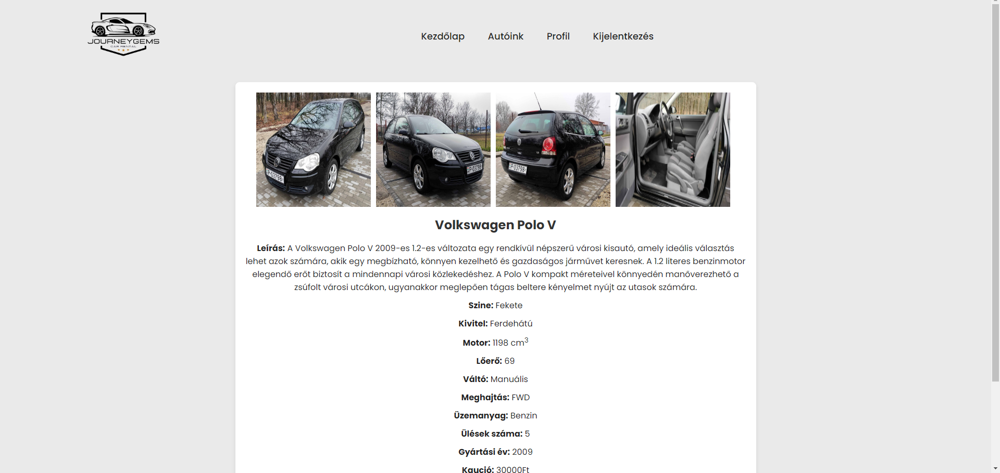 JOURNEYGEMS
CAR RENTAL
Kezdőlap Autóink Profil Kijelentkezés
P-03798
P-03798
P-03798
Volkswagen Polo V
Leírás: A Volkswagen Polo V 2009-es 1.2-es változata egy rendkívül népszerű városi kisautó, amely ideális választás
lehet azok számára, akik egy megbízható, könnyen kezelhető és gazdaságos járművet keresnek. A 1.2 literes benzinmotor
elegendő erőt biztosít a mindennapi városi közlekedéshez. A Polo V kompakt méreteivel könnyedén manőverezhető a
zsúfolt városi utcákon, ugyanakkor meglepően tágas beltere kényelmet nyújt az utasok számára.
Szine: Fekete
Kivitel: Ferdehátú
Motor: 1198 cm³
Lőerő: 69
Váltó: Manuális
Meghajtás: FWD
Üzemanyag: Benzin
Ülések száma: 5
Gyártási év: 2009
Kaució: 30000Ft